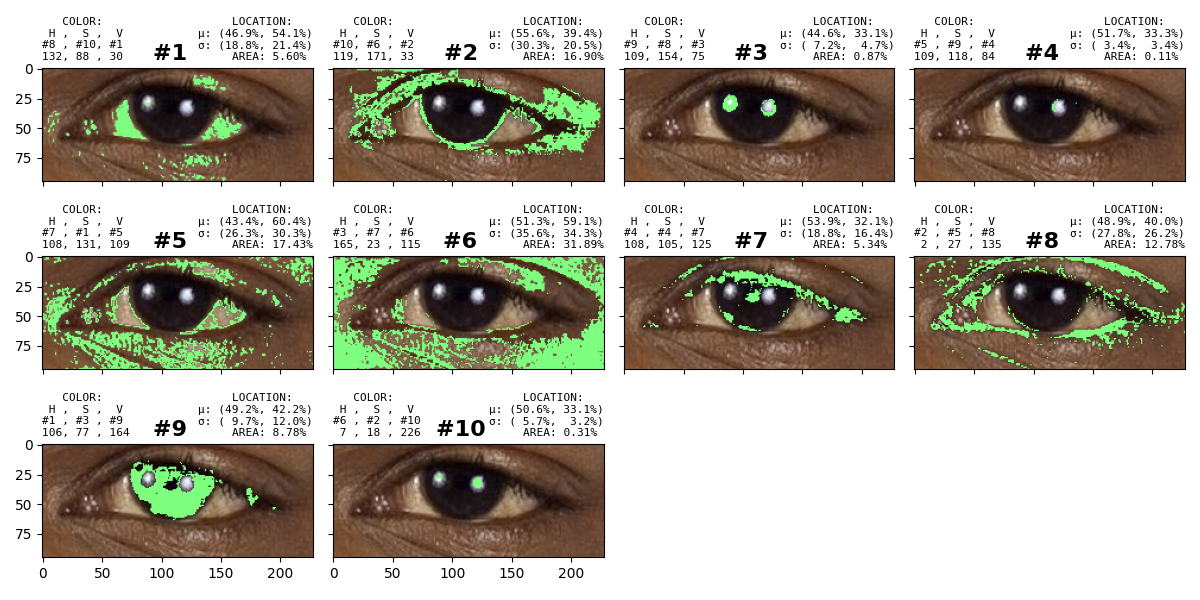 COLOR: LOCATION:
H , S , V μ: (46.9%, 54.1%)
#8 , #10, #1 σ: (18.8%, 21.4%)
132, 88 , 30 #1 AREA: 5.60%
COLOR: LOCATION:
H , S , V μ: (55.6%, 39.4%)
#10, #6 , #2 σ: (30.3%, 20.5%)
119, 171, 33 #2 AREA: 16.90%
COLOR: LOCATION:
H , S , V μ: (44.6%, 33.1%)
#9 , #8 , #3 σ: ( 7.2%, 4.7%)
109, 154, 75 #3 AREA: 0.87%
COLOR: LOCATION:
H , S , V μ: (51.7%, 33.3%)
#5 , #9 , #4 σ: ( 3.4%, 3.4%)
109, 118, 84 #4 AREA: 0.11%
0
25
50
75
COLOR: LOCATION:
H , S , V μ: (43.4%, 60.4%)
#7 , #1 , #5 σ: (26.3%, 30.3%)
108, 131, 109 #5 AREA: 17.43%
COLOR: LOCATION:
H , S , V μ: (51.3%, 59.1%)
#3 , #7 , #6 σ: (35.6%, 34.3%)
165, 23 , 115 #6 AREA: 31.89%
COLOR: LOCATION:
H , S , V μ: (53.9%, 32.1%)
#4 , #4 , #7 σ: (18.8%, 16.4%)
108, 105, 125 #7 AREA: 5.34%
COLOR: LOCATION:
H , S , V μ: (48.9%, 40.0%)
#2 , #5 , #8 σ: (27.8%, 26.2%)
2 , 27 , 135 #8 AREA: 12.78%
0
25
50
75
COLOR: LOCATION:
H , S , V μ: (49.2%, 42.2%)
#1 , #3 , #9 σ: ( 9.7%, 12.0%)
106, 77 , 164 #9 AREA: 8.78%
COLOR: LOCATION:
H , S , V μ: (50.6%, 33.1%)
#6 , #2 , #10 σ: ( 5.7%, 3.2%)
7 , 18 , 226 #10 AREA: 0.31%
0
25
50
75
0 50 100 150 200
0 50 100 150 200